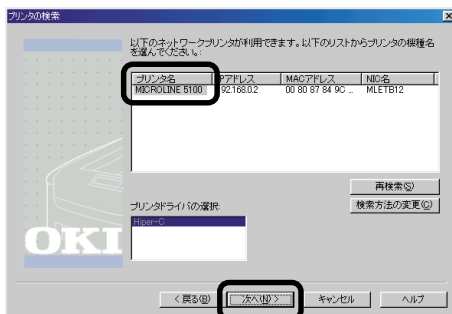 プリンタの検索
以下のネットワークプリンタが利用できます。以下のリストからプリンタの機種名
を選んでください。:
プリンタ名 IPアドレス MACアドレス NIC名
MICROLINE 5100 192.168.0.2 00 80 87 84 9C ... MLETB12
再検索(S)
検索方法の変更(C)
プリンタドライバの選択:
Hiper-C
OKI
< 戻る(B) 次へ(N) > キャンセル ヘルプ